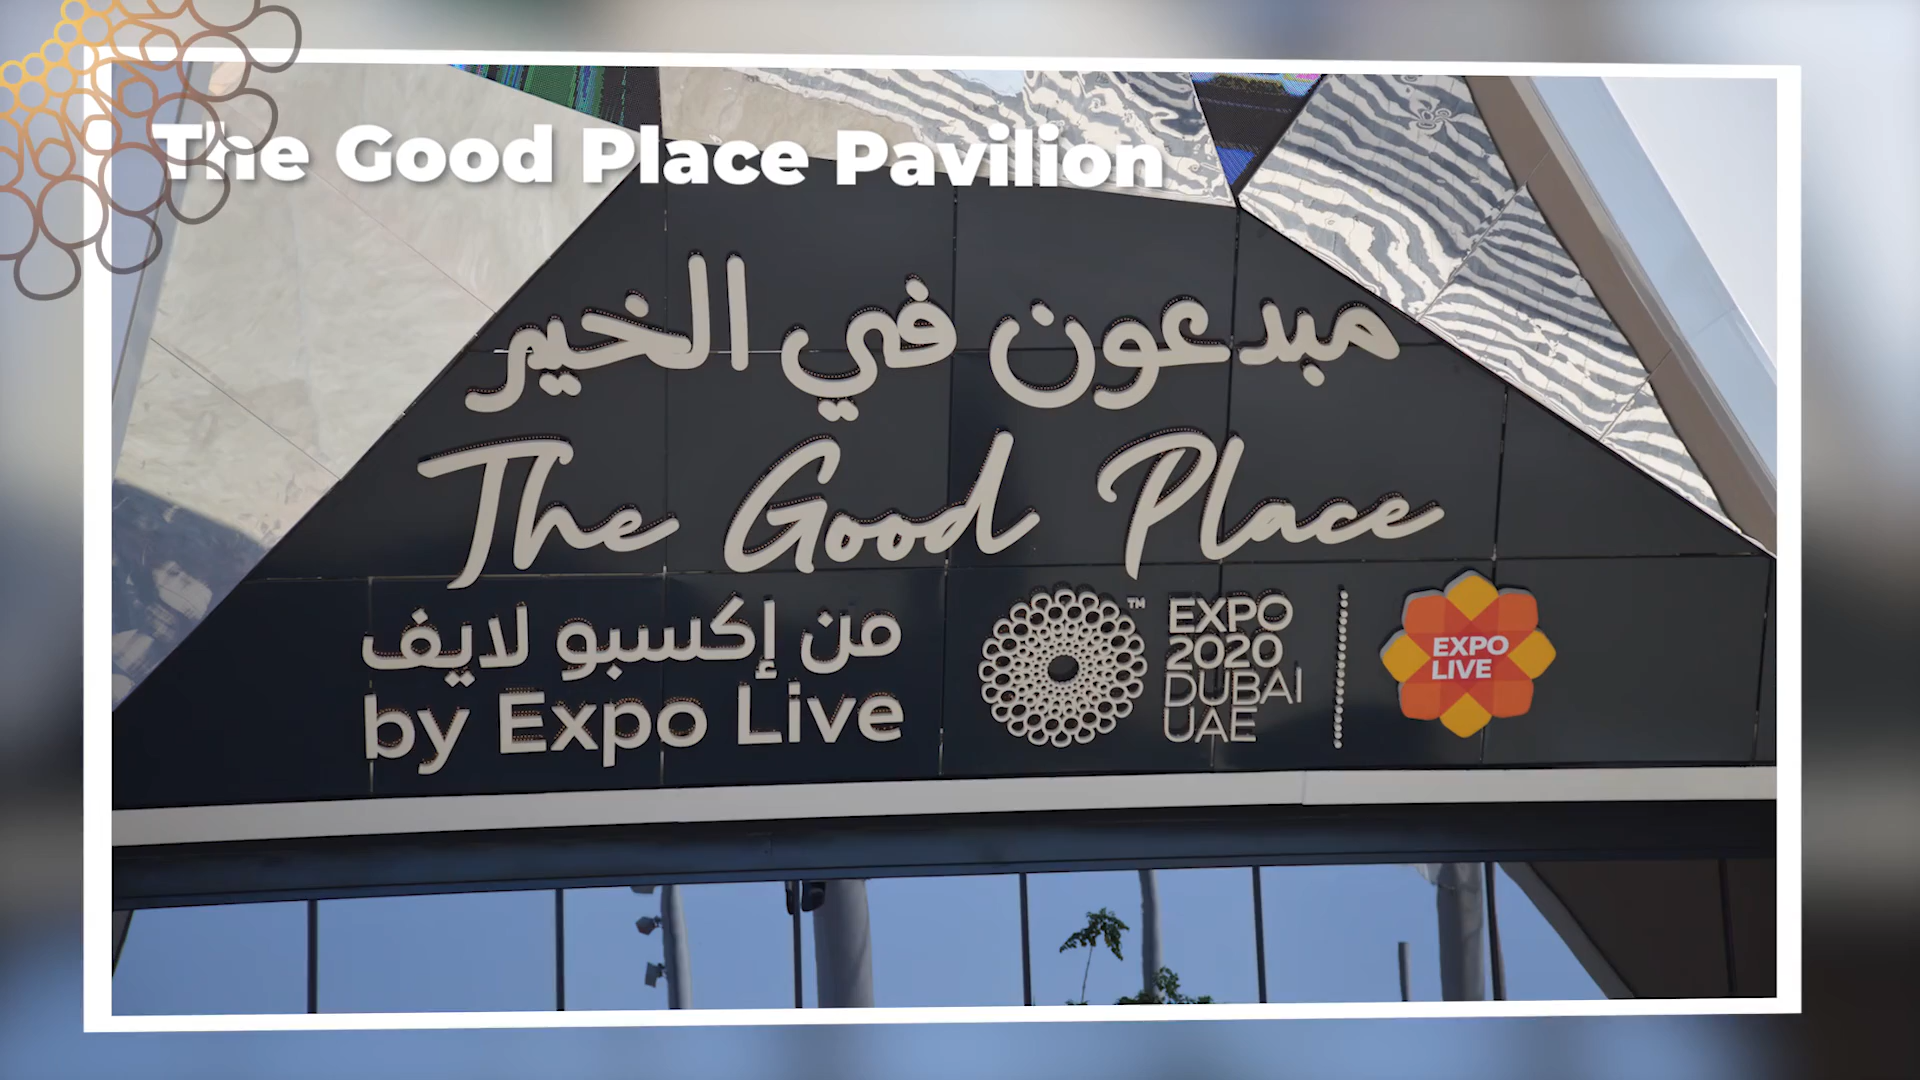 The Good Place Pavilion
مبدعون في الخير
The Good Place
من إكسبو لايف
by Expo Live
TM
EXPO
2020
DUBAI
UAE
EXPO
LIVE